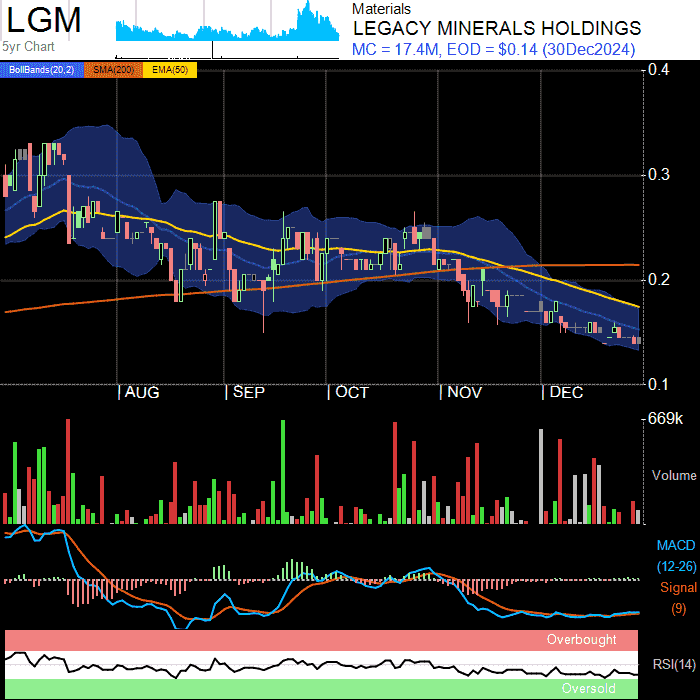 LGM
5yr Chart
Materials
LEGACY MINERALS HOLDINGS
MC = 17.4M, EOD = $0.14 (30Dec2024)
BollBands(20,2) SMA(200) EMA(50)
0.4
0.3
0.2
0.1
AUG SEP OCT NOV DEC
669k
Volume
MACD
(12-26)
Signal
(9)
Overbought
RSI(14)
Oversold